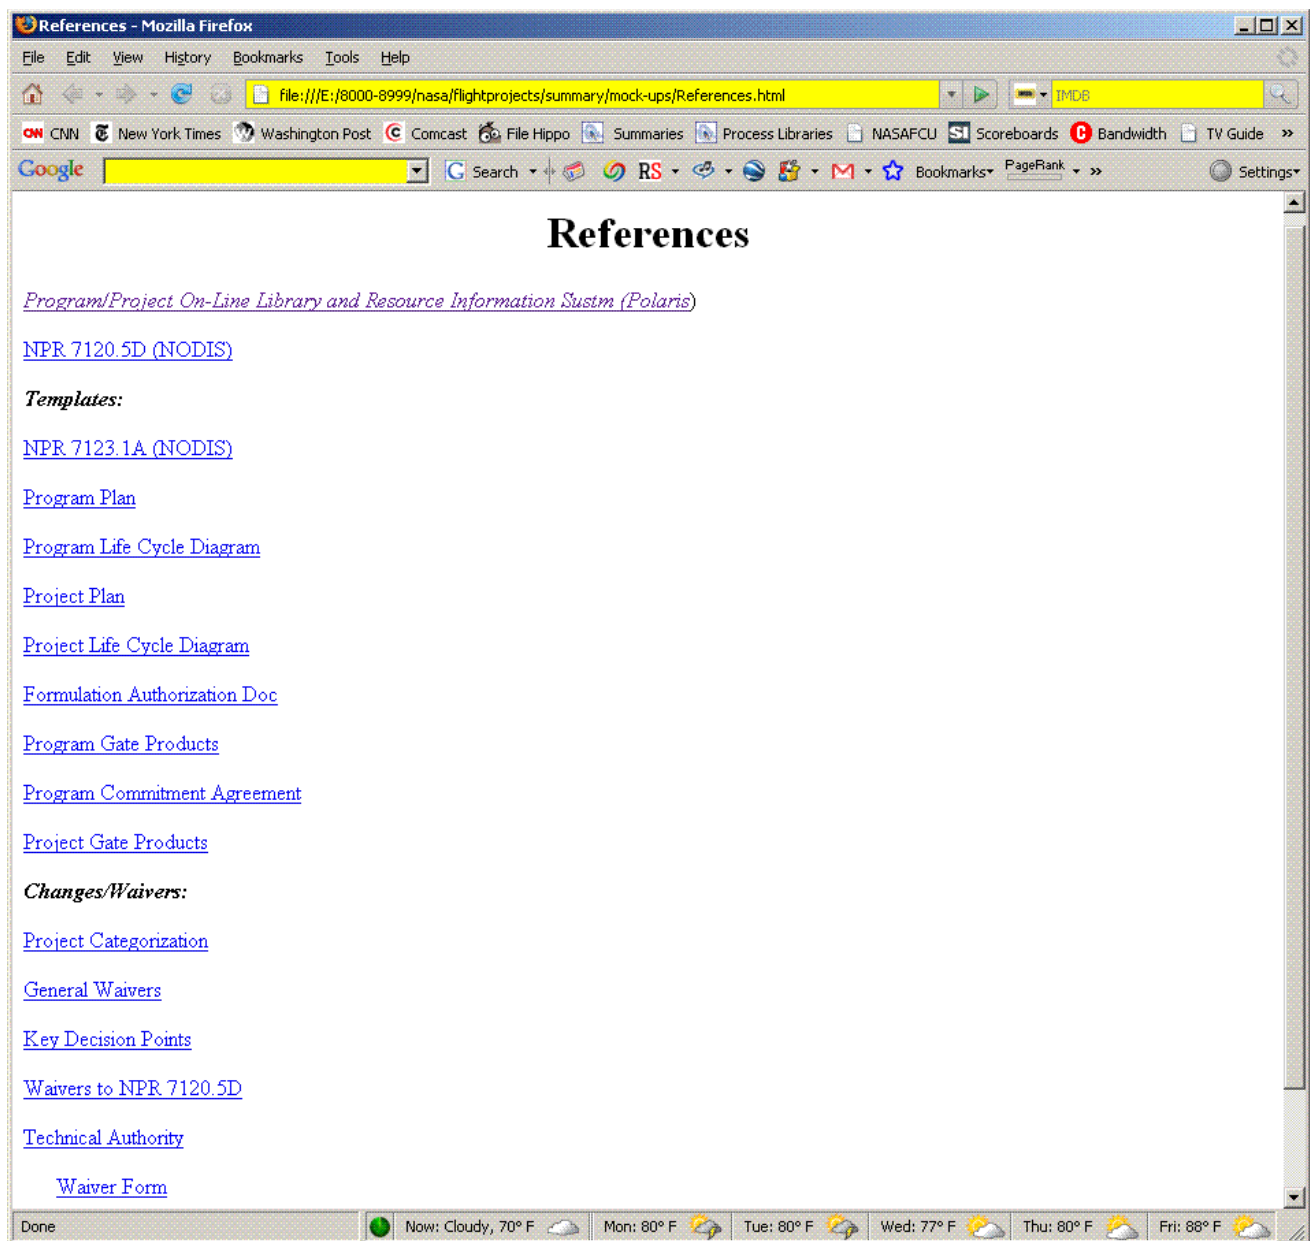 References - Mozilla Firefox
File Edit View History Bookmarks Tools Help
file:///E:/8000-8999/nasa/flightprojects/summary/mock-ups/References.html IMDB
CNN CNN New York Times Washington Post Comcast File Hippo Summaries Process Libraries NASAFCU SI Scoreboards Bandwidth TV Guide »
Google G Search RS M Bookmarks PageRank » Settings
References
Program/Project On-Line Library and Resource Information Sustm (Polaris)
NPR 7120.5D (NODIS)
Templates:
NPR 7123.1A (NODIS)
Program Plan
Program Life Cycle Diagram
Project Plan
Project Life Cycle Diagram
Formulation Authorization Doc
Program Gate Products
Program Commitment Agreement
Project Gate Products
Changes/Waivers:
Project Categorization
General Waivers
Key Decision Points
Waivers to NPR 7120.5D
Technical Authority
Waiver Form
Done Now: Cloudy, 70° F Mon: 80° F Tue: 80° F Wed: 77° F Thu: 80° F Fri: 88° F